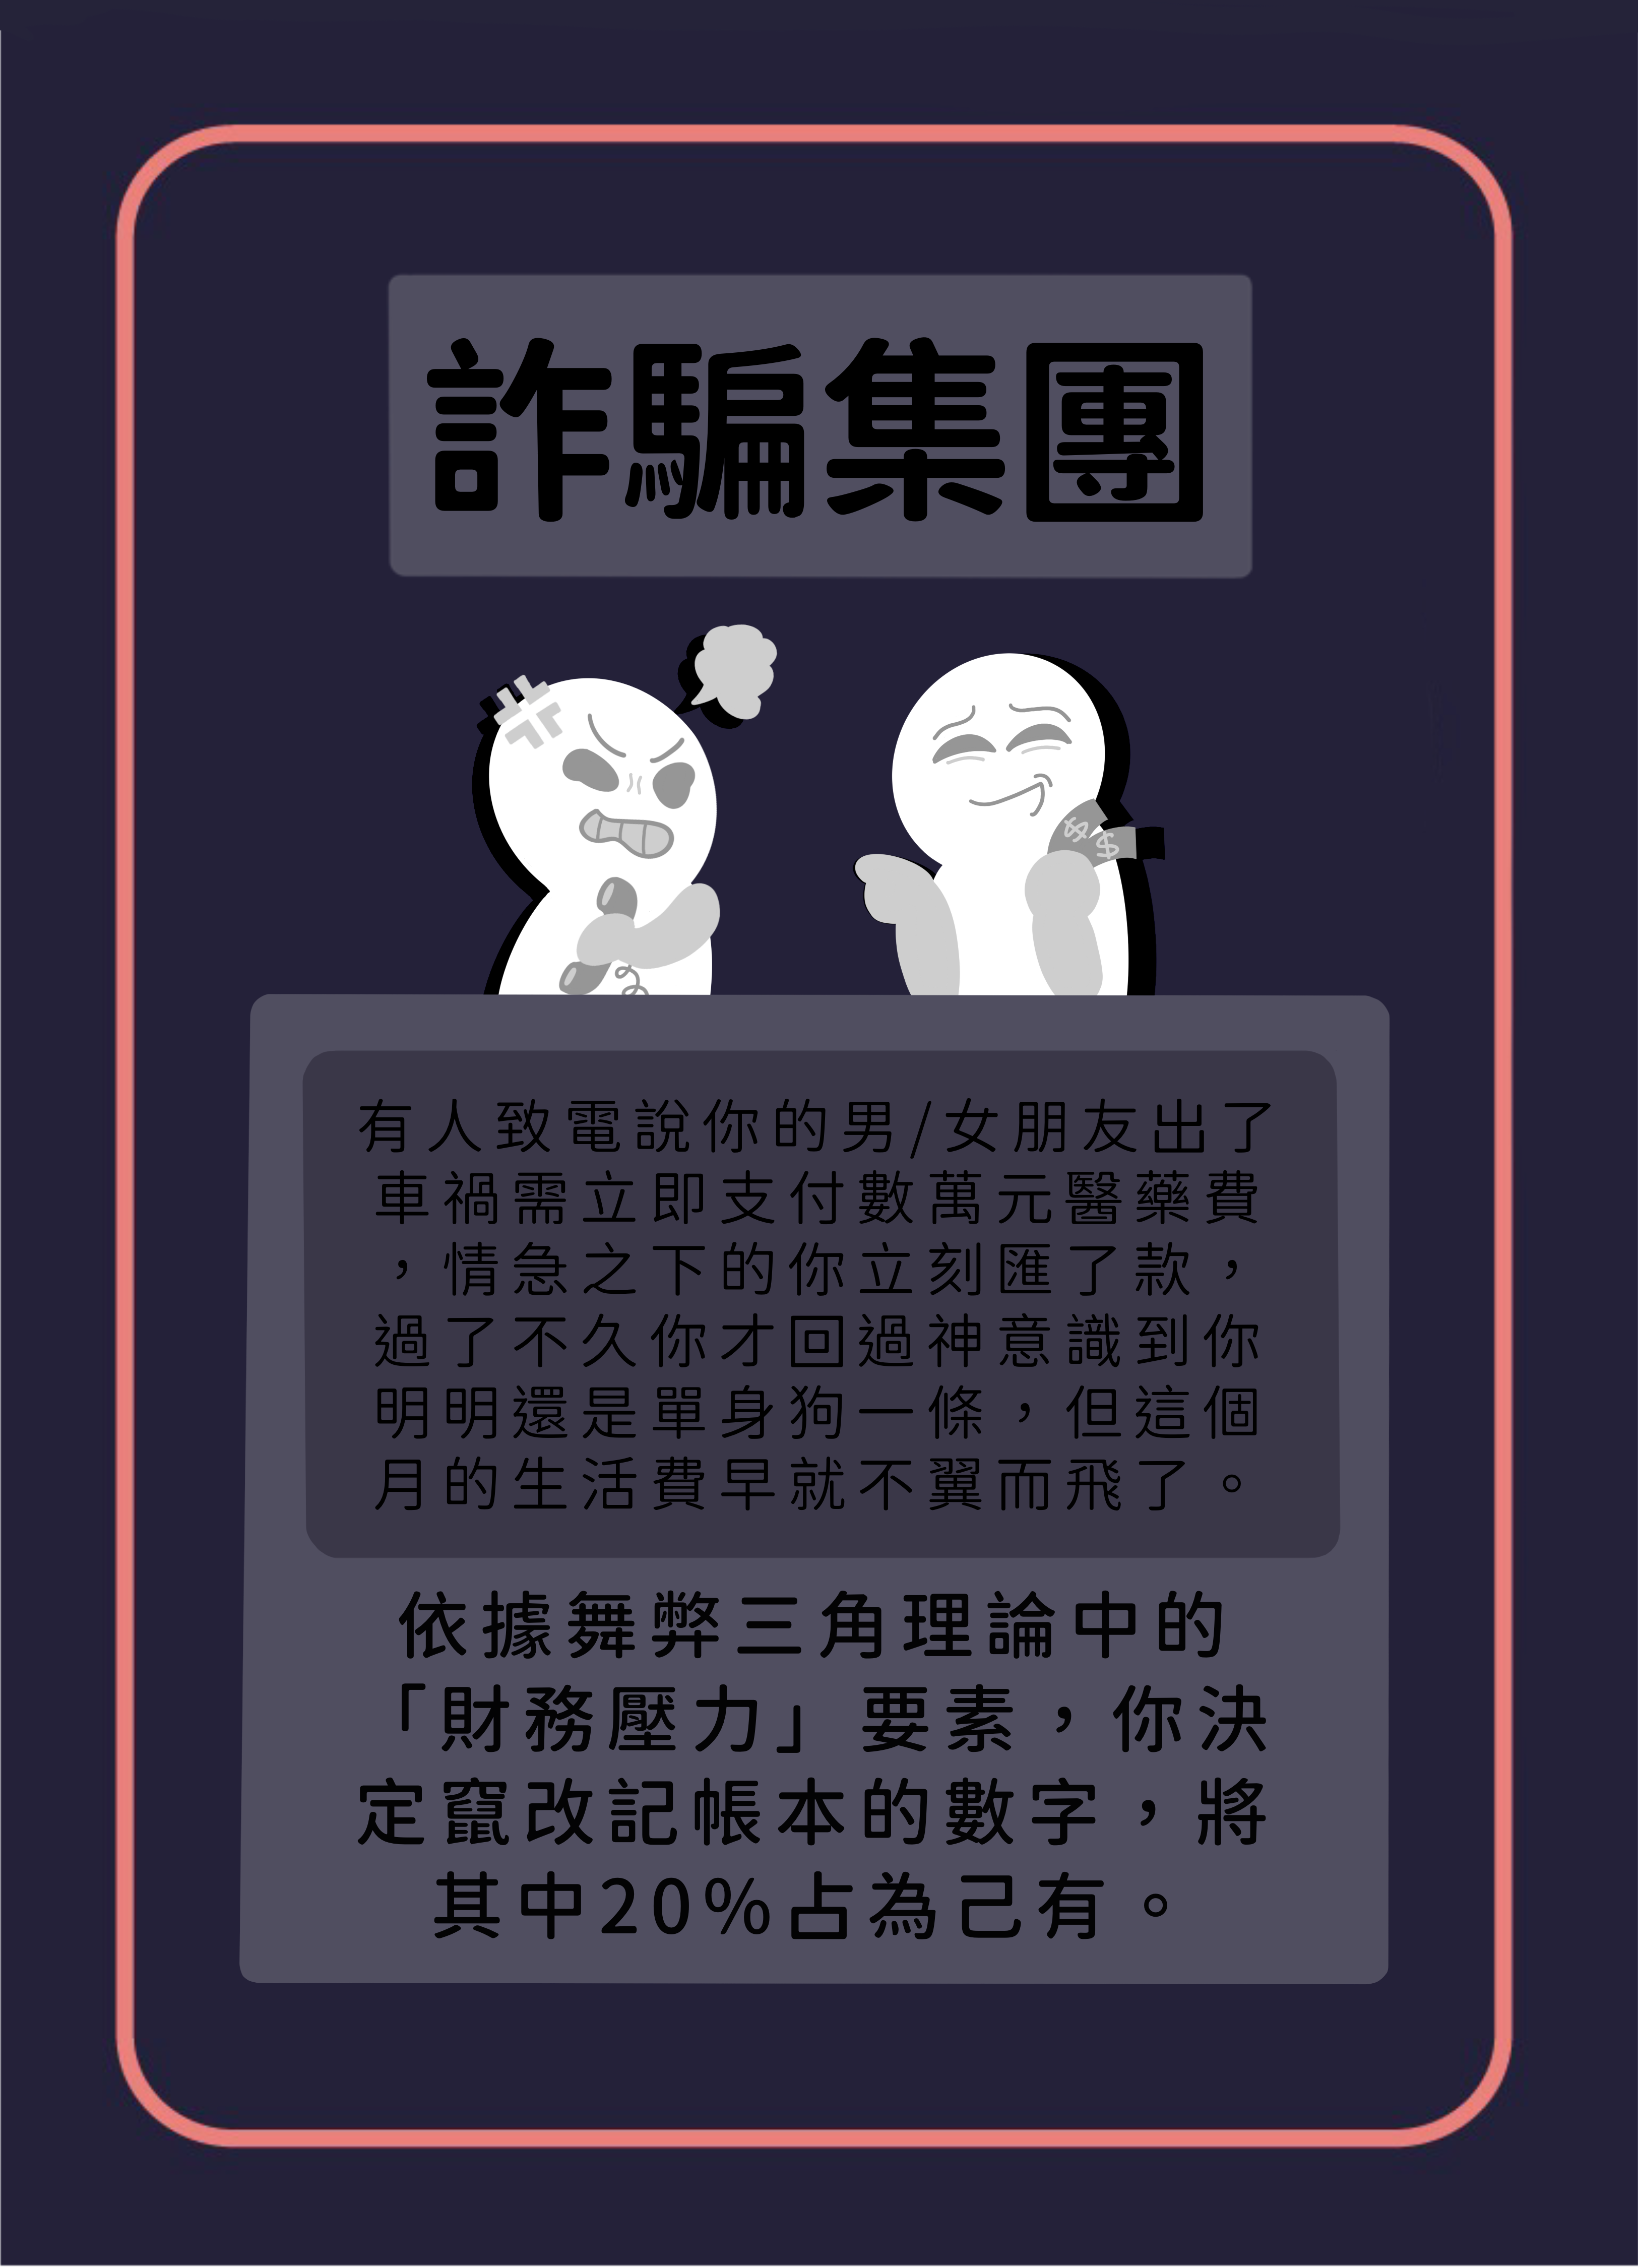 詐騙集團
$ $
有人致電說你的男/女朋友出了
車禍需立即支付數萬元醫藥費
，情急之下的你立刻匯了款，
過了不久你才回過神意識到你
明明還是單身狗一條，但這個
月的生活費早就不翼而飛了。
依據舞弊三角理論中的
「財務壓力」要素，你決
定竄改記帳本的數字，將
其中20%占為己有。